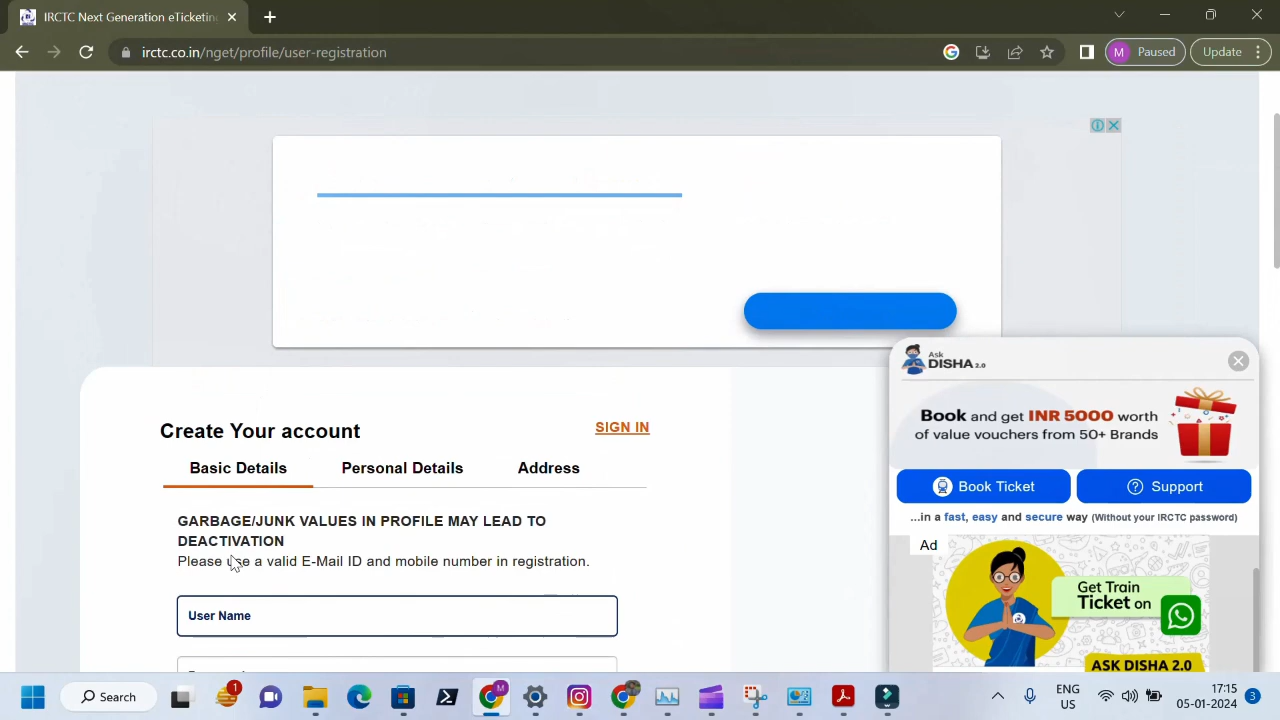 IRCTC Next Generation eTicketing
irctc.co.in/nget/profile/user-registration
M Paused
Update
Ask
DISHA 2.0
Book and get INR 5000 worth
of value vouchers from 50+ Brands
Book Ticket
Support
...in a fast, easy and secure way (Without your IRCTC password)
Ad
Get Train
Ticket on
ASK DISHA 2.0
Create Your account
SIGN IN
Basic Details
Personal Details
Address
GARBAGE/JUNK VALUES IN PROFILE MAY LEAD TO
DEACTIVATION
Please use a valid E-Mail ID and mobile number in registration.
User Name
Search
1
M
ENG
US
17:15
05-01-2024
3